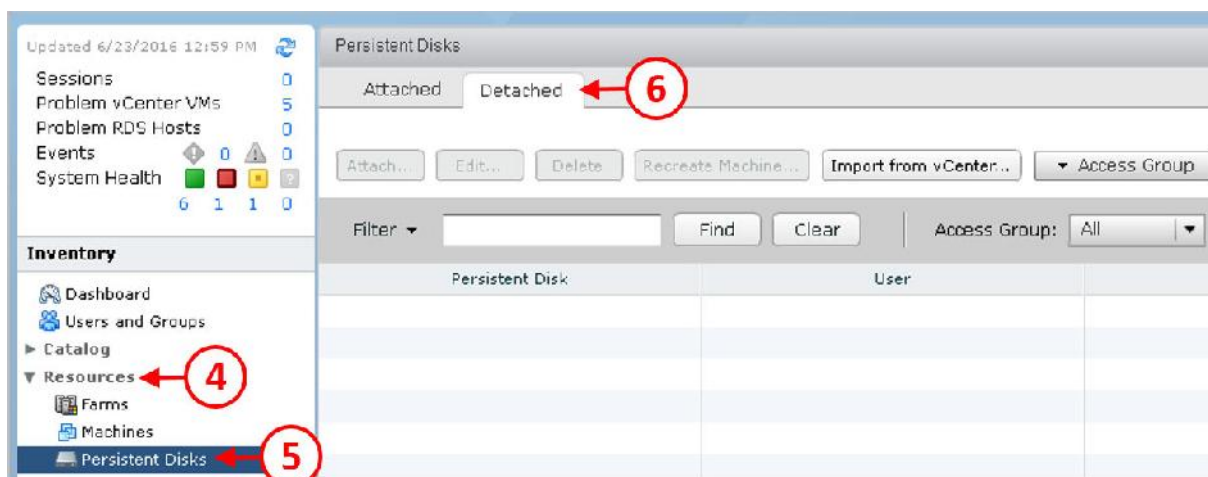 Updated 6/23/2016 12:59 PM
Sessions 0
Problem vCenter VMs 5
Problem RDS Hosts 0
Events 0 0
System Health ?
6 1 1 0
Inventory
Dashboard
Users and Groups
Catalog
Resources 4
Farms
Machines
Persistent Disks 5
Persistent Disks
Attached Detached 6
Attach... Edit... Delete Recreate Machine... Import from vCenter... Access Group
Filter Find Clear Access Group: All
Persistent Disk User